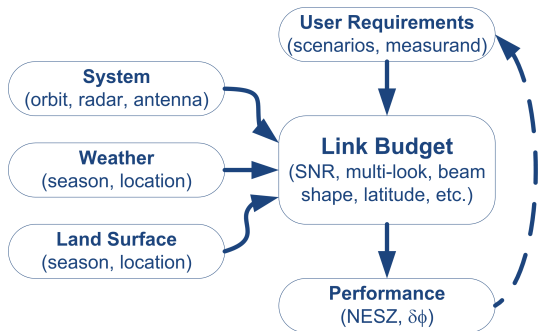 User Requirements
(scenarios, measurand)
System
(orbit, radar, antenna)
Weather
(season, location)
Land Surface
(season, location)
Link Budget
(SNR, multi-look, beam
shape, latitude, etc.)
Performance
(NESZ, δϕ)